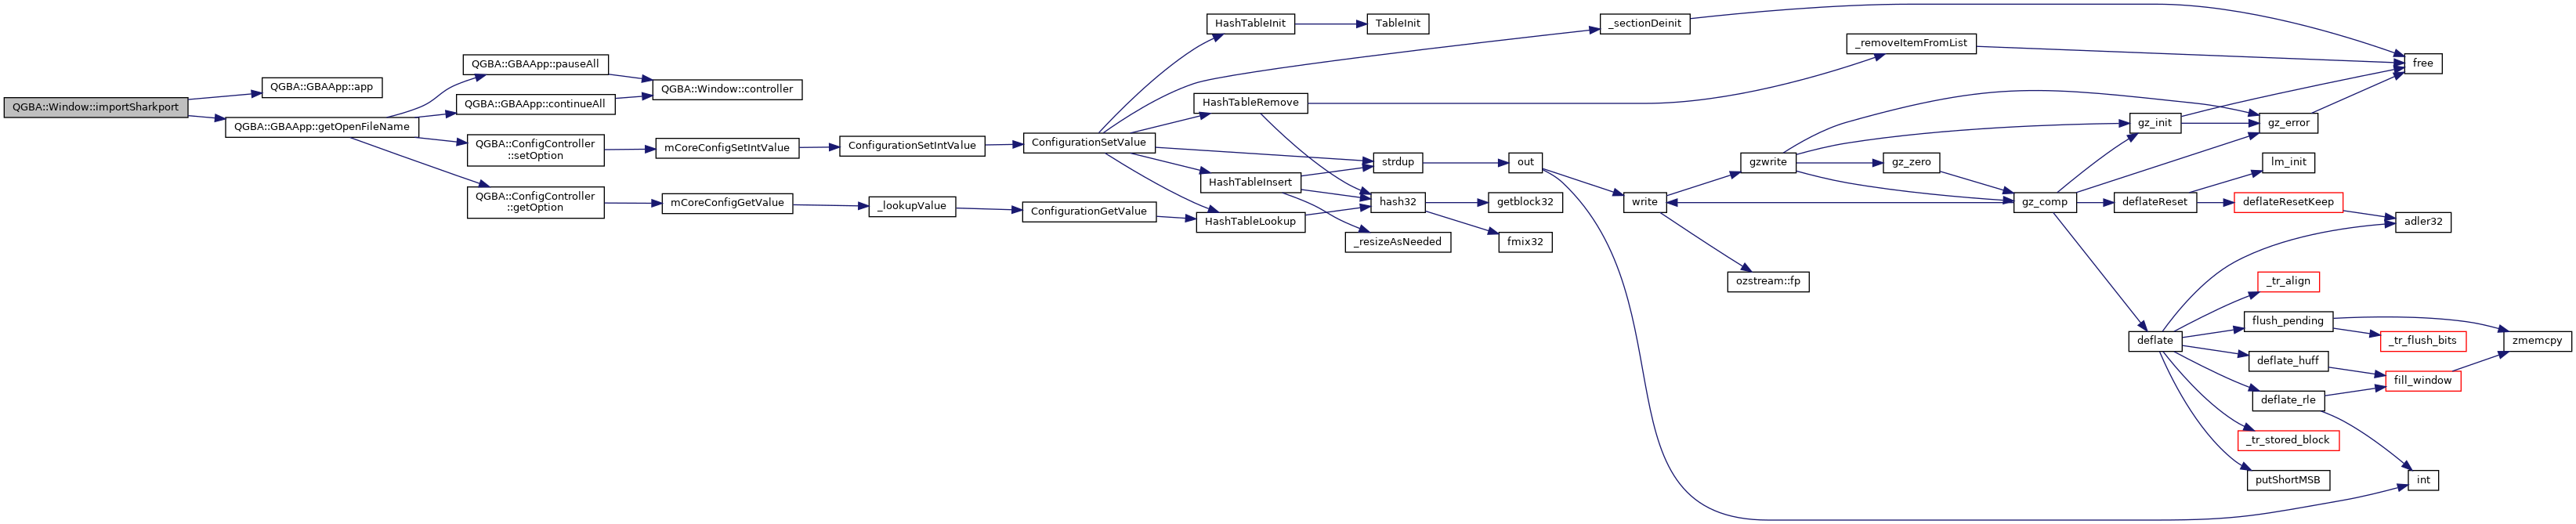 QGBA::Window::importSharkport
QGBA::GBAApp::app
QGBA::GBAApp::getOpenFileName
QGBA::GBAApp::pauseAll
QGBA::GBAApp::continueAll
QGBA::ConfigController
::setOption
QGBA::ConfigController
::getOption
QGBA::Window::controller
mCoreConfigSetIntValue
mCoreConfigGetValue
ConfigurationSetIntValue
_lookupValue
ConfigurationSetValue
ConfigurationGetValue
HashTableInit
HashTableRemove
HashTableInsert
HashTableLookup
TableInit
strdup
hash32
_resizeAsNeeded
out
getblock32
fmix32
_sectionDeinit
write
gzwrite
ozstream::fp
_removeItemFromList
gz_zero
gz_comp
gz_init
deflateReset
deflate
gz_error
lm_init
deflateResetKeep
_tr_align
flush_pending
deflate_huff
deflate_rle
_tr_stored_block
putShortMSB
free
adler32
_tr_flush_bits
fill_window
int
zmemcpy